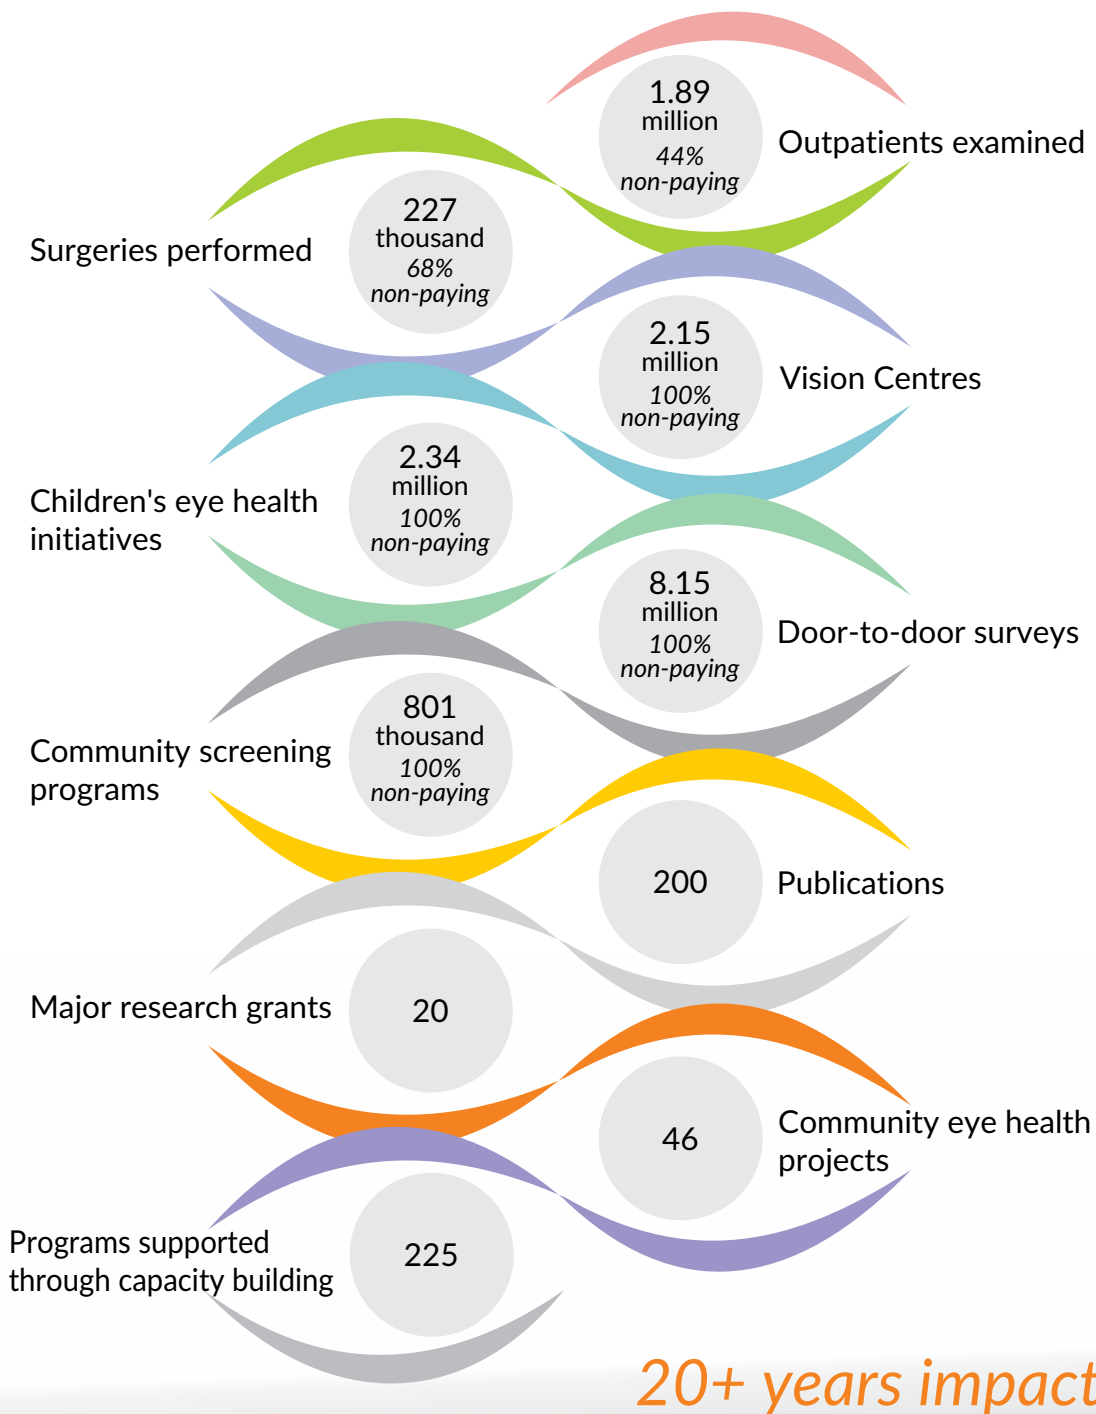 1.89
million
44%
non-paying
Outpatients examined
Surgeries performed
227
thousand
68%
non-paying
2.15
million
100%
non-paying
Vision Centres
Children's eye health
initiatives
2.34
million
100%
non-paying
8.15
million
100%
non-paying
Door-to-door surveys
Community screening
programs
801
thousand
100%
non-paying
200
Publications
Major research grants
20
46
Community eye health
projects
Programs supported
through capacity building
225
20+ years impact